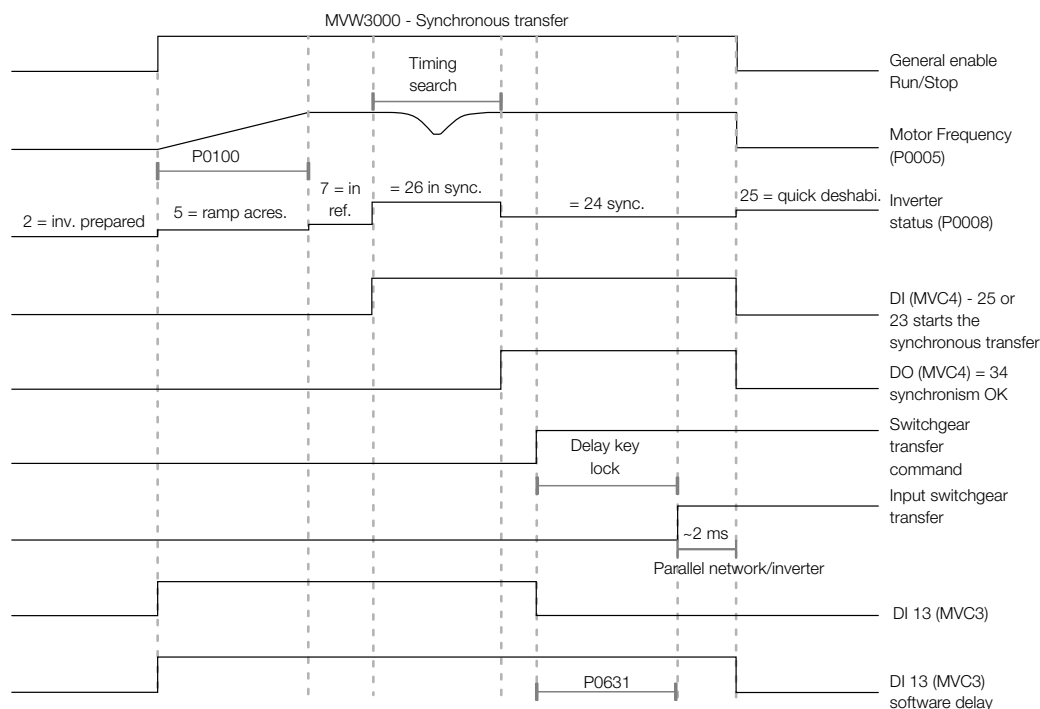 MVW3000 - Synchronous transfer
General enable
Run/Stop
Timing
search
Motor Frequency
(P0005)
P0100
2 = inv. prepared
5 = ramp acres.
7 = in
ref.
= 26 in sync.
= 24 sync.
25 = quick deshabi.
Inverter
status (P0008)
DI (MVC4) - 25 or
23 starts the
synchronous transfer
DO (MVC4) = 34
synchronism OK
Switchgear
transfer
command
Delay key
lock
Input switchgear
transfer
~2 ms
Parallel network/inverter
DI 13 (MVC3)
P0631
DI 13 (MVC3)
software delay